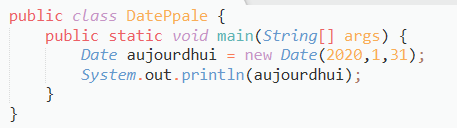 public class DatePpale {
    public static void main(String[] args) {
        Date aujourdhui = new Date(2020,1,31);
        System.out.println(aujourdhui);
    }
}